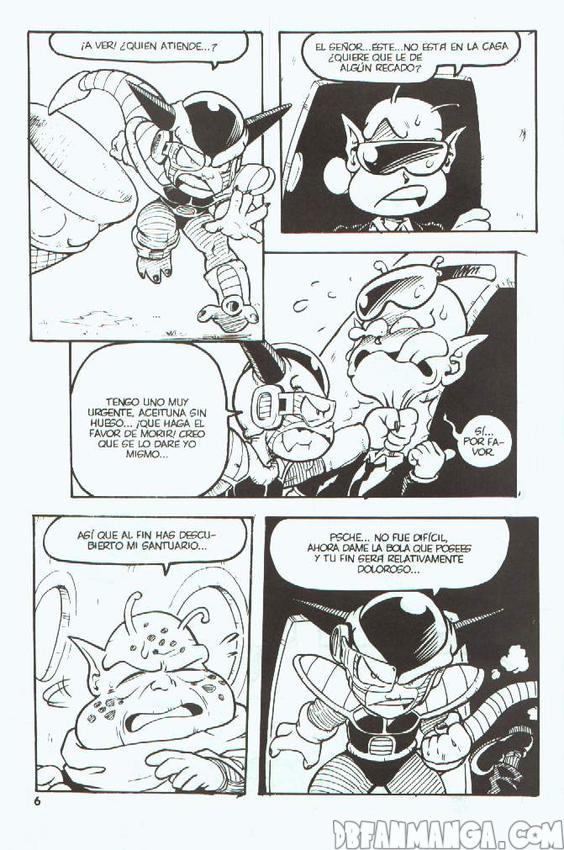 ¡A VER! ¿QUIEN ATIENDE...?
EL SEÑOR...ESTE...NO ESTÁ EN LA CASA
¿QUIERE QUE LE DE
ALGÚN RECADO?
TENGO UNO MUY
URGENTE, ACEITUNA SIN
HUESO... ¡QUE HAGA EL
FAVOR DE MORIR! CREO
QUE SE LO DARE YO
MISMO...
SÍ...
POR FA-
VOR.
ASÍ QUE AL FIN HAS DESCU-
BIERTO MI SANTUARIO...
PSCHE... NO FUE DIFÍCIL,
AHORA DAME LA BOLA QUE POSEES
Y TU FIN SERÁ RELATIVAMENTE
DOLOROSO...
6
DBFANMANGA.COM